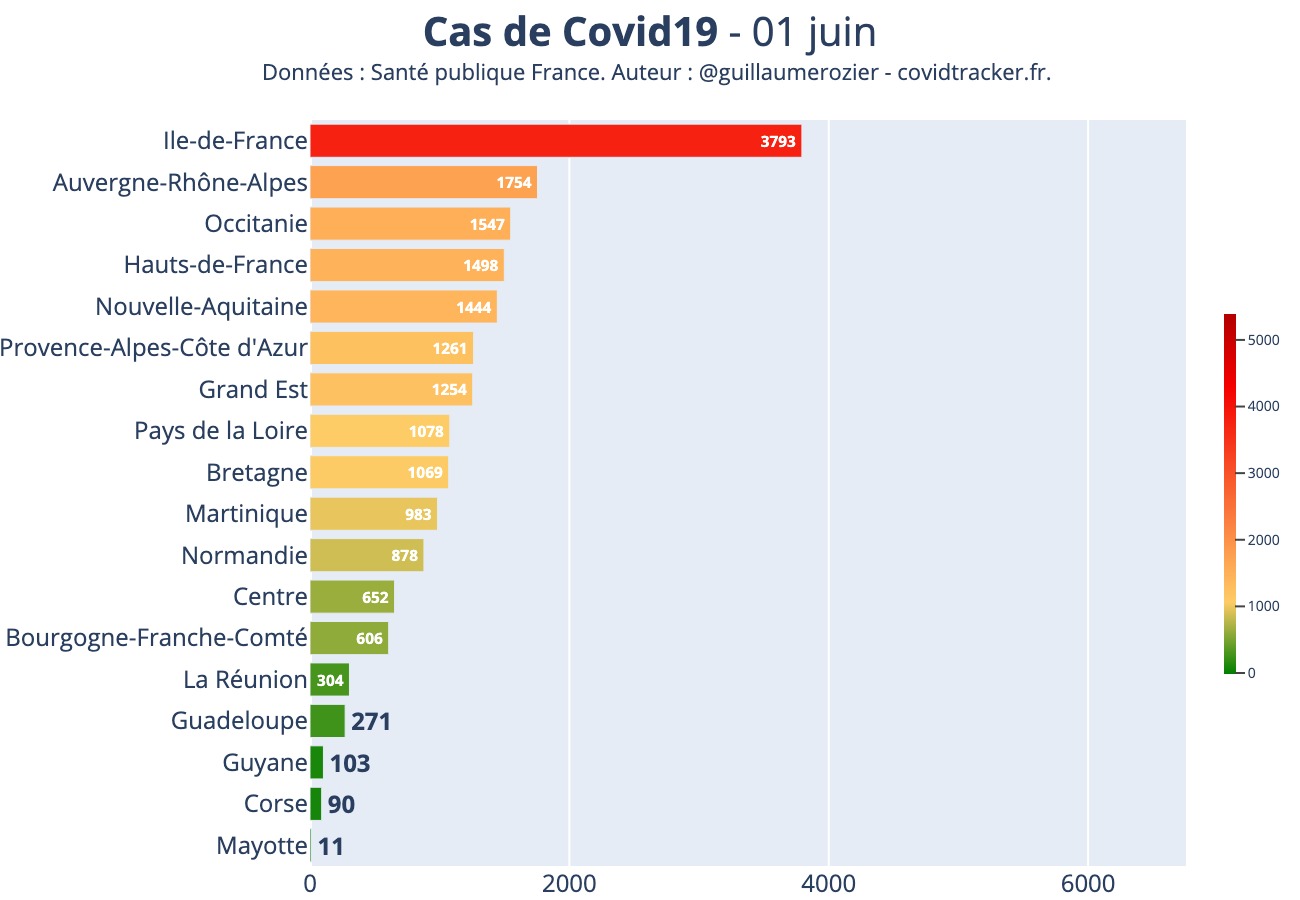 Cas de Covid19 - 01 juin
Données : Santé publique France. Auteur : @guillaumerozier - covidtracker.fr.
Ile-de-France 3793
Auvergne-Rhône-Alpes 1754
Occitanie 1547
Hauts-de-France 1498
Nouvelle-Aquitaine 1444
Provence-Alpes-Côte d'Azur 1261
Grand Est 1254
Pays de la Loire 1078
Bretagne 1069
Martinique 983
Normandie 878
Centre 652
Bourgogne-Franche-Comté 606
La Réunion 304
Guadeloupe 271
Guyane 103
Corse 90
Mayotte 11
0 2000 4000 6000
5000
4000
3000
2000
1000
0